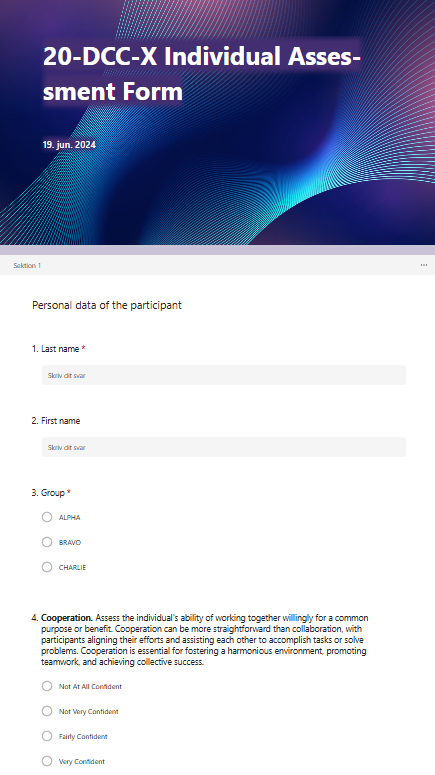 20-DCC-X Individual Asses-
sment Form
19. jun. 2024
Sektion 1
Personal data of the participant
1. Last name *
Skriv dit svar
2. First name
Skriv dit svar
3. Group *
ALPHA
BRAVO
CHARLIE
4. Cooperation. Assess the individual's ability of working together willingly for a common
purpose or benefit. Cooperation can be more straightforward than collaboration, with
participants aligning their efforts and assisting each other to accomplish tasks or solve
problems. Cooperation is essential for fostering a harmonious environment, promoting
teamwork, and achieving collective success.
Not At All Confident
Not Very Confident
Fairly Confident
Very Confident